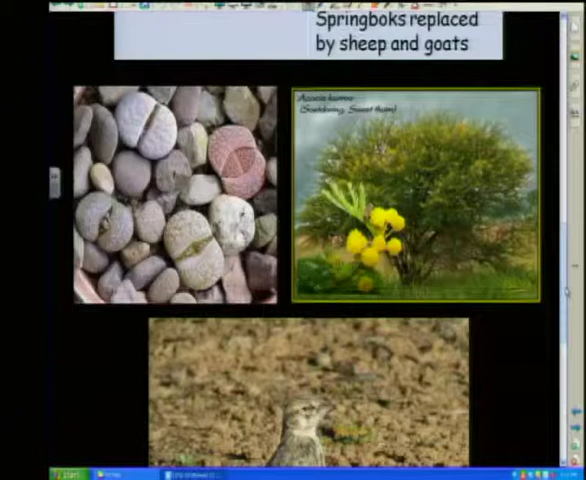 Springboks replaced
by sheep and goats
Acacia karroo
(Soetdoring, Sweet thorn)
start